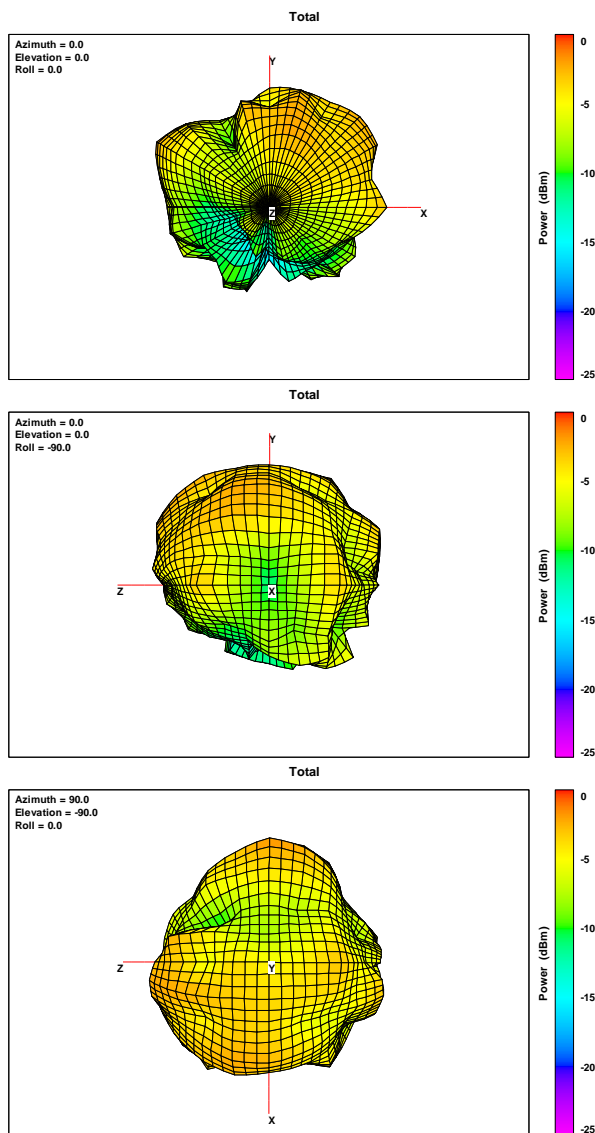 Total
Azimuth = 0.0
Elevation = 0.0
Roll = 0.0
Y
Z
X
0
-5
-10
-15
-20
-25
Power (dBm)
Total
Azimuth = 0.0
Elevation = 0.0
Roll = -90.0
Y
Z
X
0
-5
-10
-15
-20
-25
Power (dBm)
Total
Azimuth = 90.0
Elevation = -90.0
Roll = 0.0
Z
Y
X
0
-5
-10
-15
-20
-25
Power (dBm)